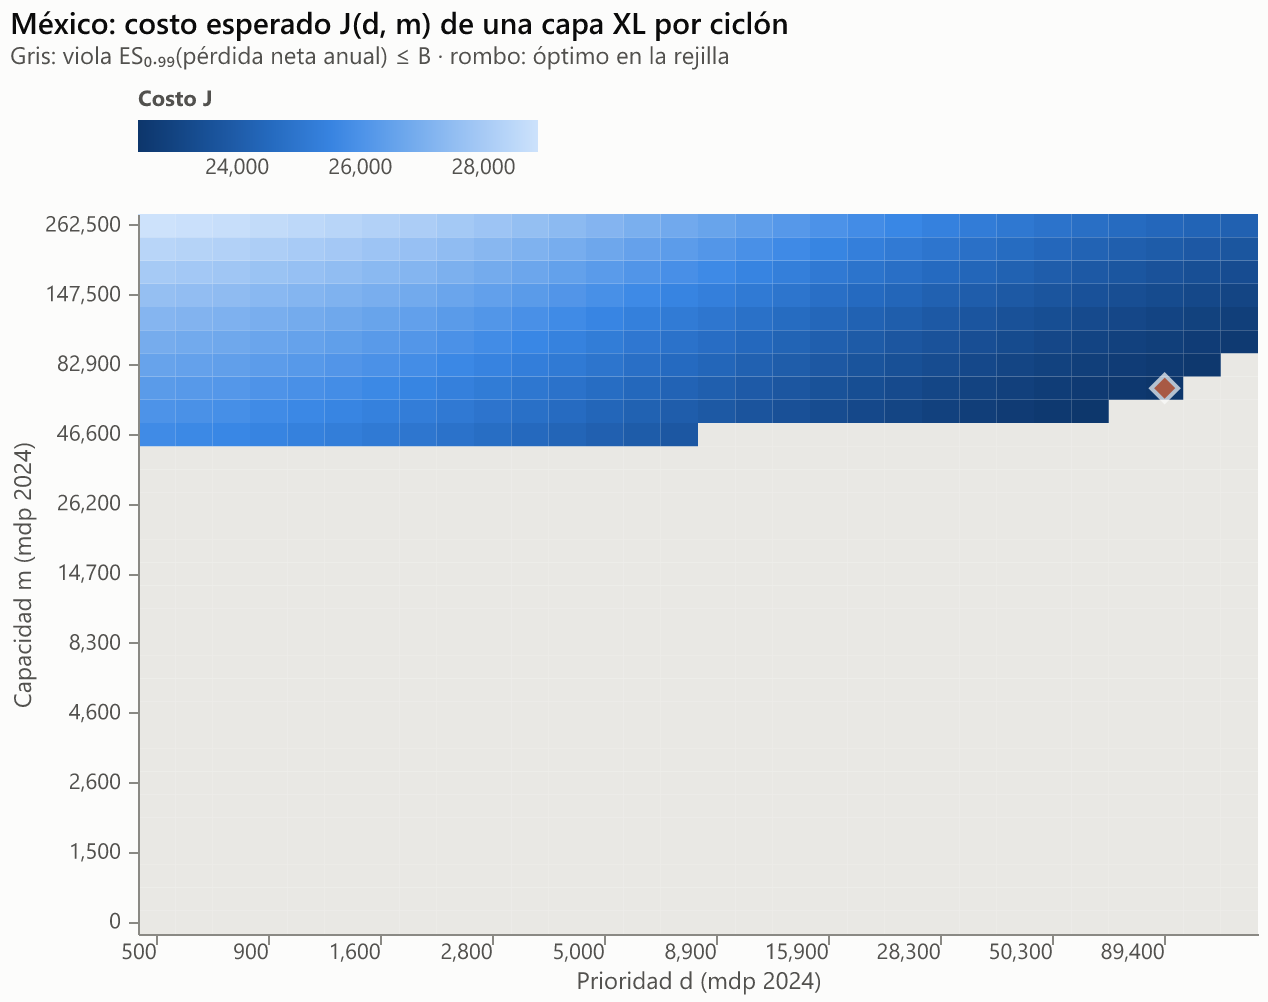 México: costo esperado J(d, m) de una capa XL por ciclón
Gris: viola ES₀.₉₉(pérdida neta anual) ≤ B · rombo: óptimo en la rejilla
Costo J
24,000 26,000 28,000
Capacidad m (mdp 2024)
262,500
147,500
82,900
46,600
26,200
14,700
8,300
4,600
2,600
1,500
0
500 900 1,600 2,800 5,000 8,900 15,900 28,300 50,300 89,400
Prioridad d (mdp 2024)